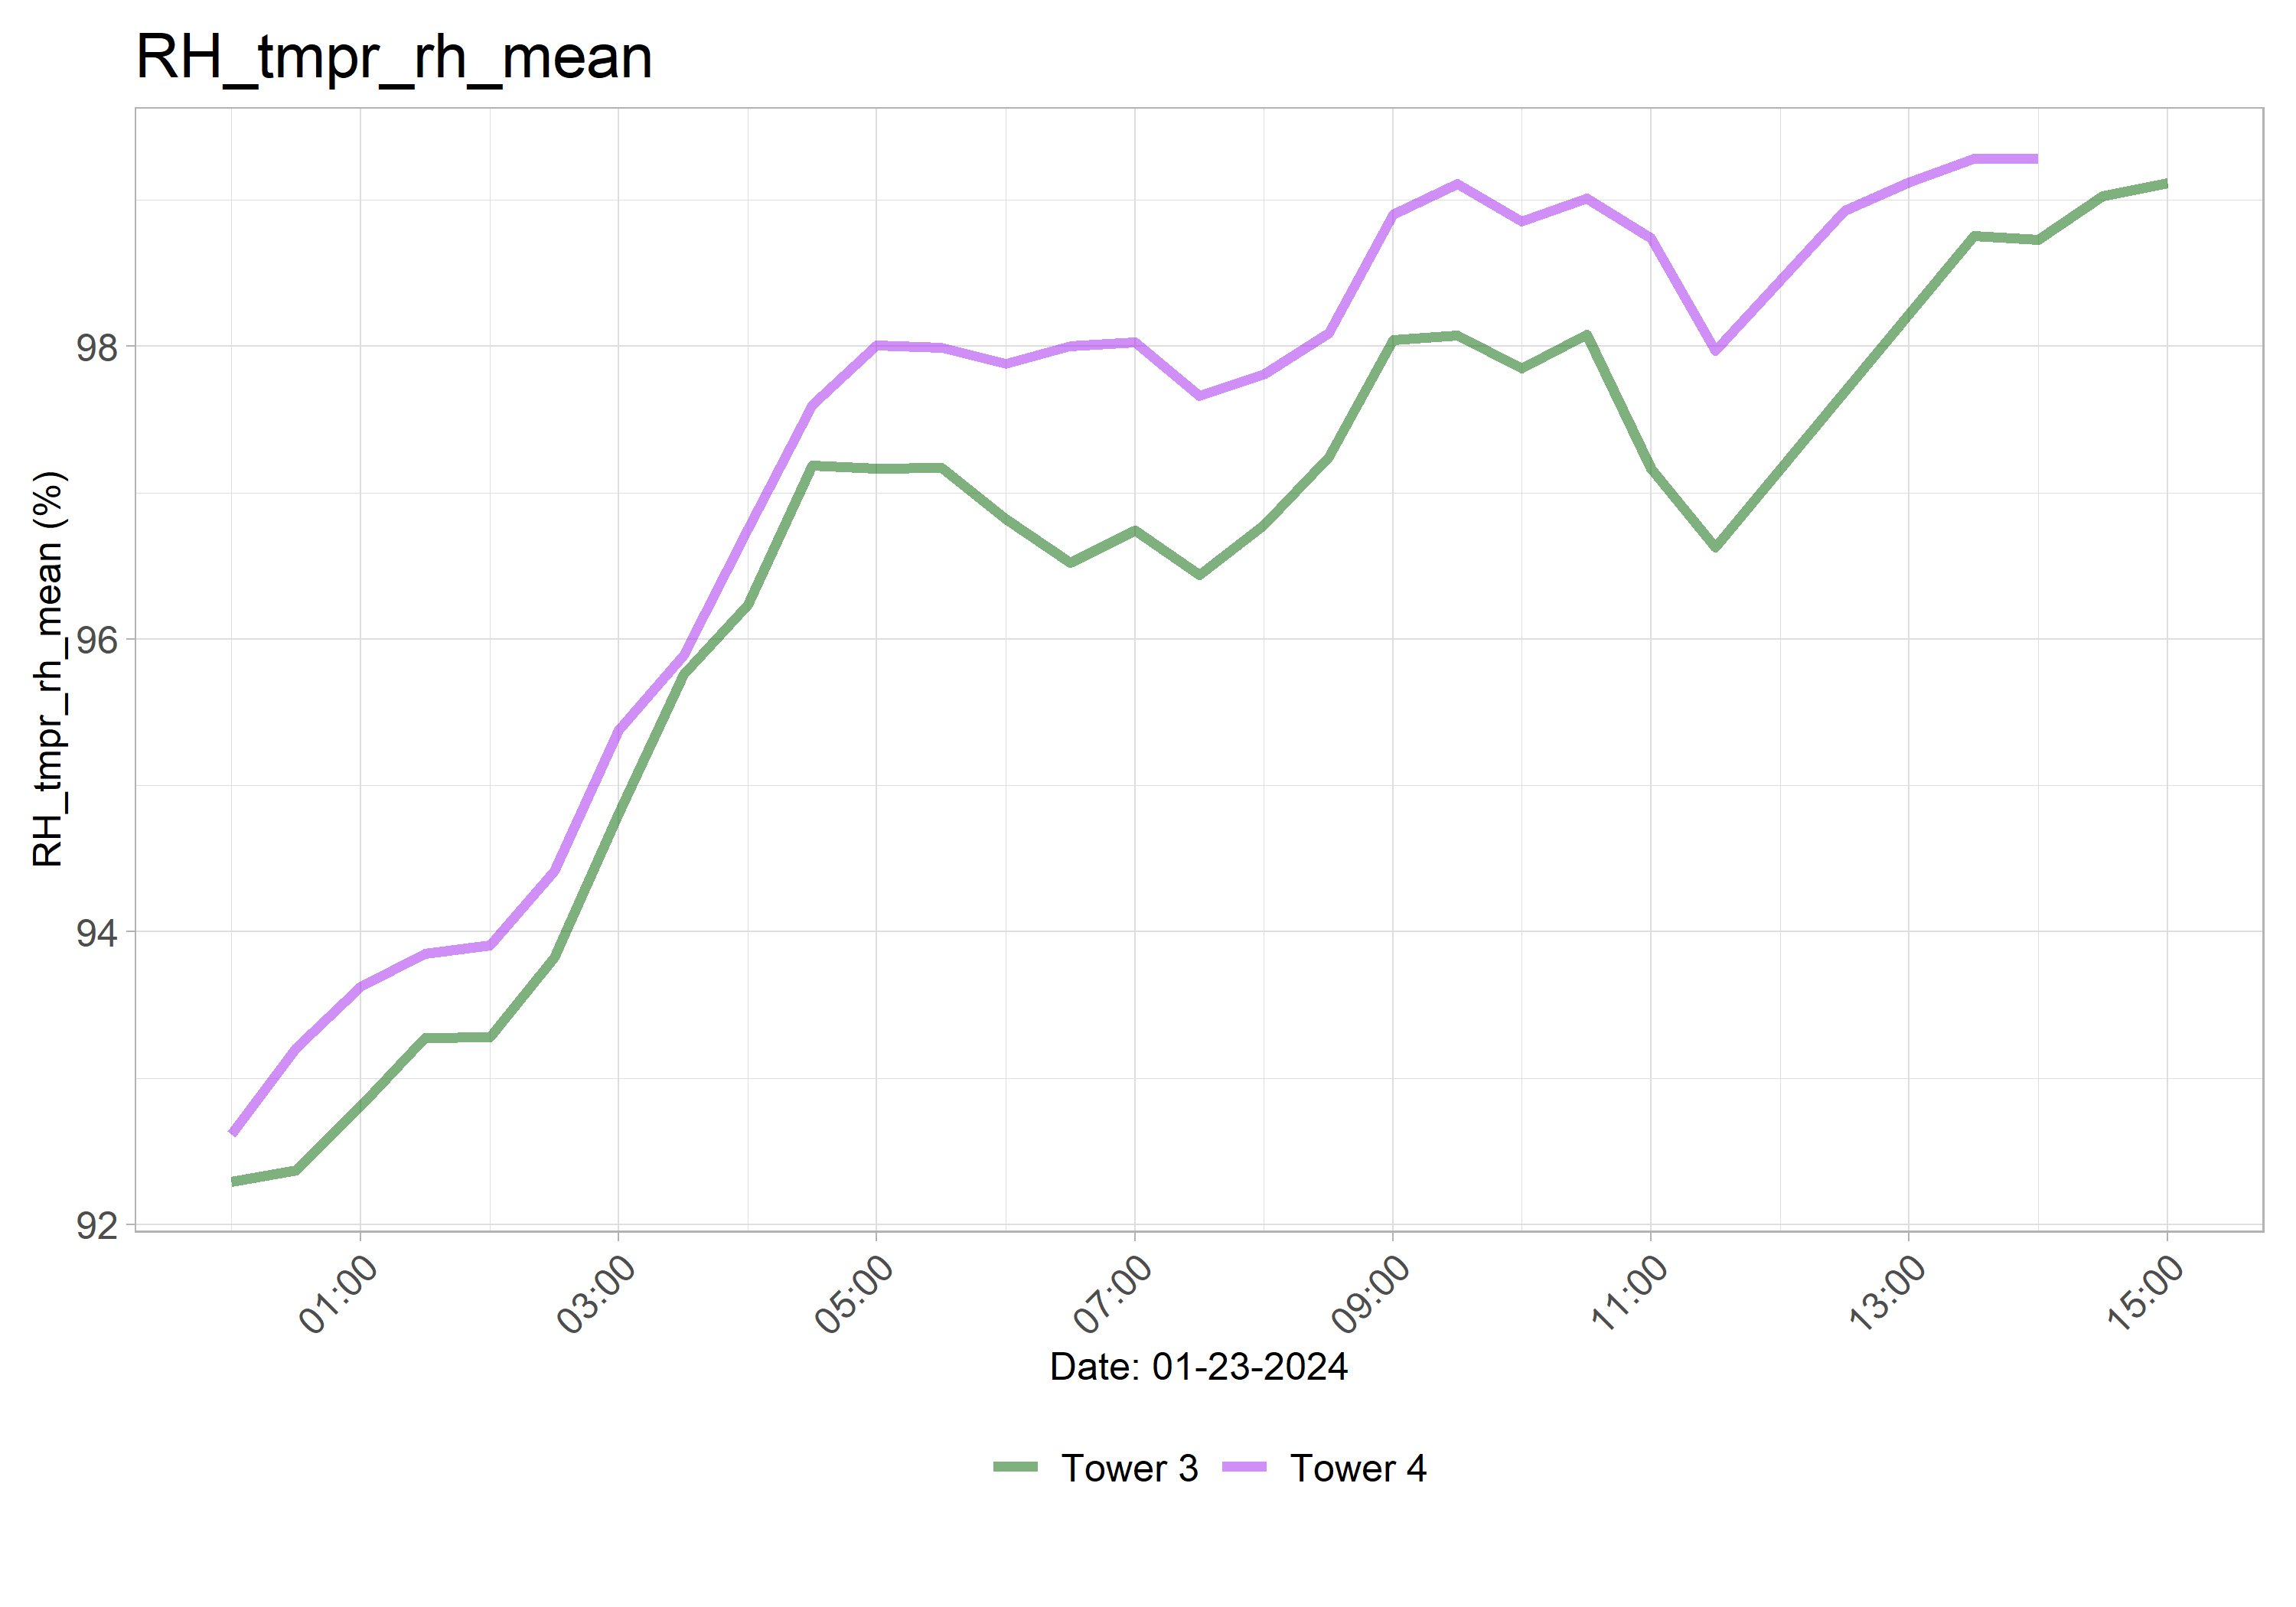 RH_tmpr_rh_mean
RH_tmpr_rh_mean (%)
98
96
94
92
01:00 03:00 05:00 07:00 09:00 11:00 13:00 15:00
Date: 01-23-2024
Tower 3 Tower 4